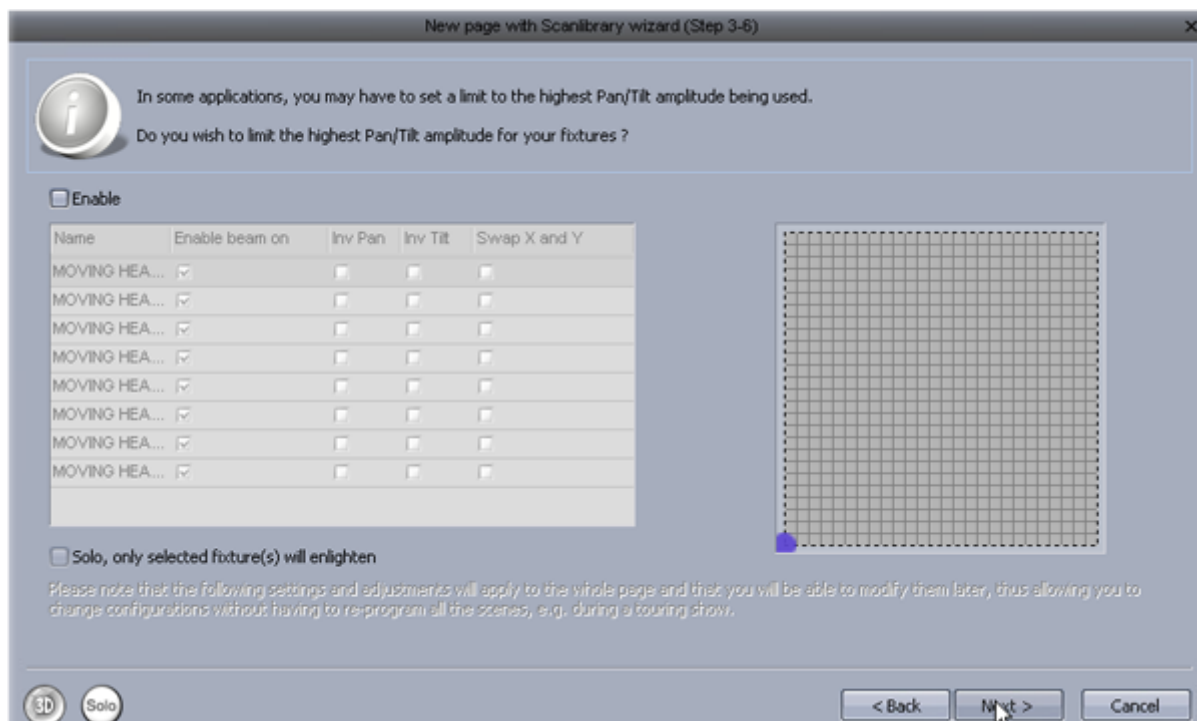 New page with Scanlibrary wizard (Step 3-6)
In some applications, you may have to set a limit to the highest Pan/Tilt amplitude being used.
Do you wish to limit the highest Pan/Tilt amplitude for your fixtures ?
Enable
Name Enable beam on Inv Pan Inv Tilt Swap X and Y
MOVING HEA...
MOVING HEA...
MOVING HEA...
MOVING HEA...
MOVING HEA...
MOVING HEA...
MOVING HEA...
MOVING HEA...
Solo, only selected fixture(s) will enlighten
Please note that the following settings and adjustments will apply to the whole page and that you will be able to modify them later, thus allowing you to
change configurations without having to re-program all the scenes, e.g. during a touring show.
3D Solo < Back Next > Cancel